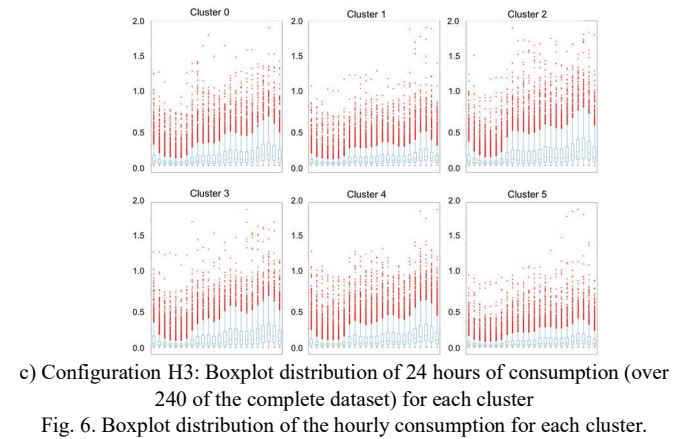 Cluster 0 Cluster 1 Cluster 2
2.0 2.0 2.0
1.5 1.5 1.5
1.0 1.0 1.0
0.5 0.5 0.5
0.0 0.0 0.0
Cluster 3 Cluster 4 Cluster 5
2.0 2.0 2.0
1.5 1.5 1.5
1.0 1.0 1.0
0.5 0.5 0.5
0.0 0.0 0.0
c) Configuration H3: Boxplot distribution of 24 hours of consumption (over
240 of the complete dataset) for each cluster
Fig. 6. Boxplot distribution of the hourly consumption for each cluster.